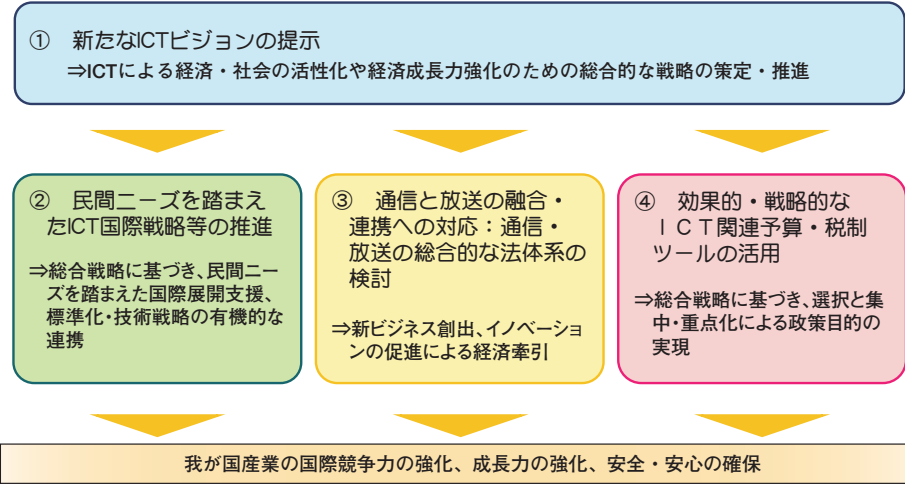 ① 新たなICTビジョンの提示
⇒ICTによる経済・社会の活性化や経済成長力強化のための総合的な戦略の策定・推進
② 民間ニーズを踏まえ
たICT国際戦略等の推進
⇒総合戦略に基づき、民間ニー
ズを踏まえた国際展開支援、
標準化・技術戦略の有機的な
連携
③ 通信と放送の融合・
連携への対応：通信・
放送の総合的な法体系の
検討
⇒新ビジネス創出、イノベーショ
ンの促進による経済牽引
④ 効果的・戦略的な
ＩＣＴ関連予算・税制
ツールの活用
⇒総合戦略に基づき、選択と集
中・重点化による政策目的の
実現
我が国産業の国際競争力の強化、成長力の強化、安全・安心の確保